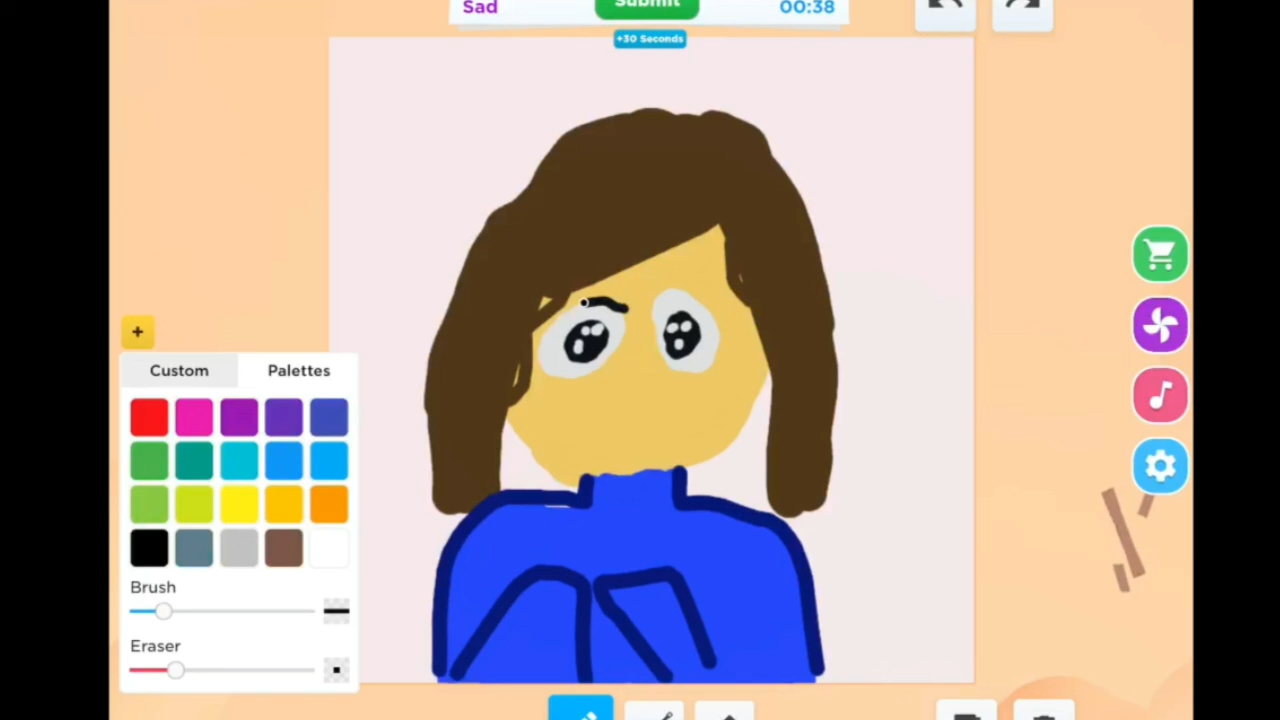 Sad
Submit
00:38
+30 Seconds
+
Custom
Palettes
Brush
Eraser